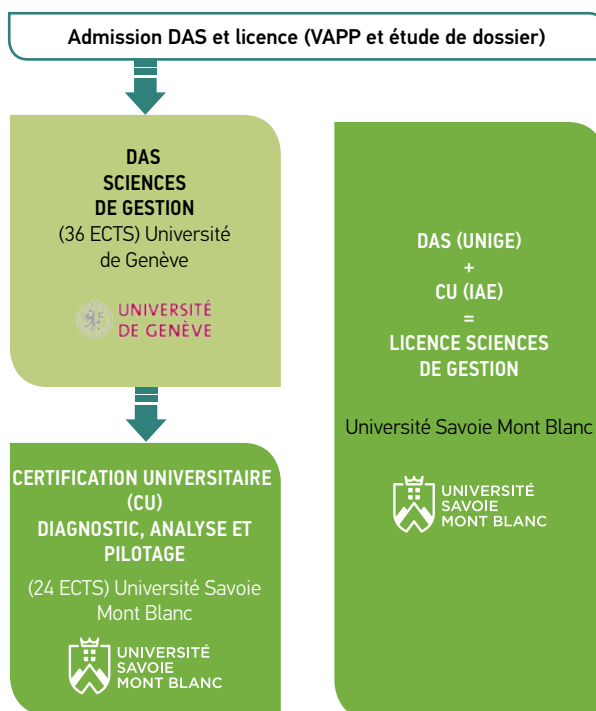 Admission DAS et licence (VAPP et étude de dossier)
DAS
SCIENCES
DE GESTION
(36 ECTS) Université
de Genève
UNIVERSITÉ
DE GENÈVE
CERTIFICATION UNIVERSITAIRE
(CU)
DIAGNOSTIC, ANALYSE ET
PILOTAGE
(24 ECTS) Université Savoie
Mont Blanc
UNIVERSITÉ
SAVOIE
MONT BLANC
DAS (UNIGE)
+
CU (IAE)
=
LICENCE SCIENCES
DE GESTION
Université Savoie Mont Blanc
UNIVERSITÉ
SAVOIE
MONT BLANC